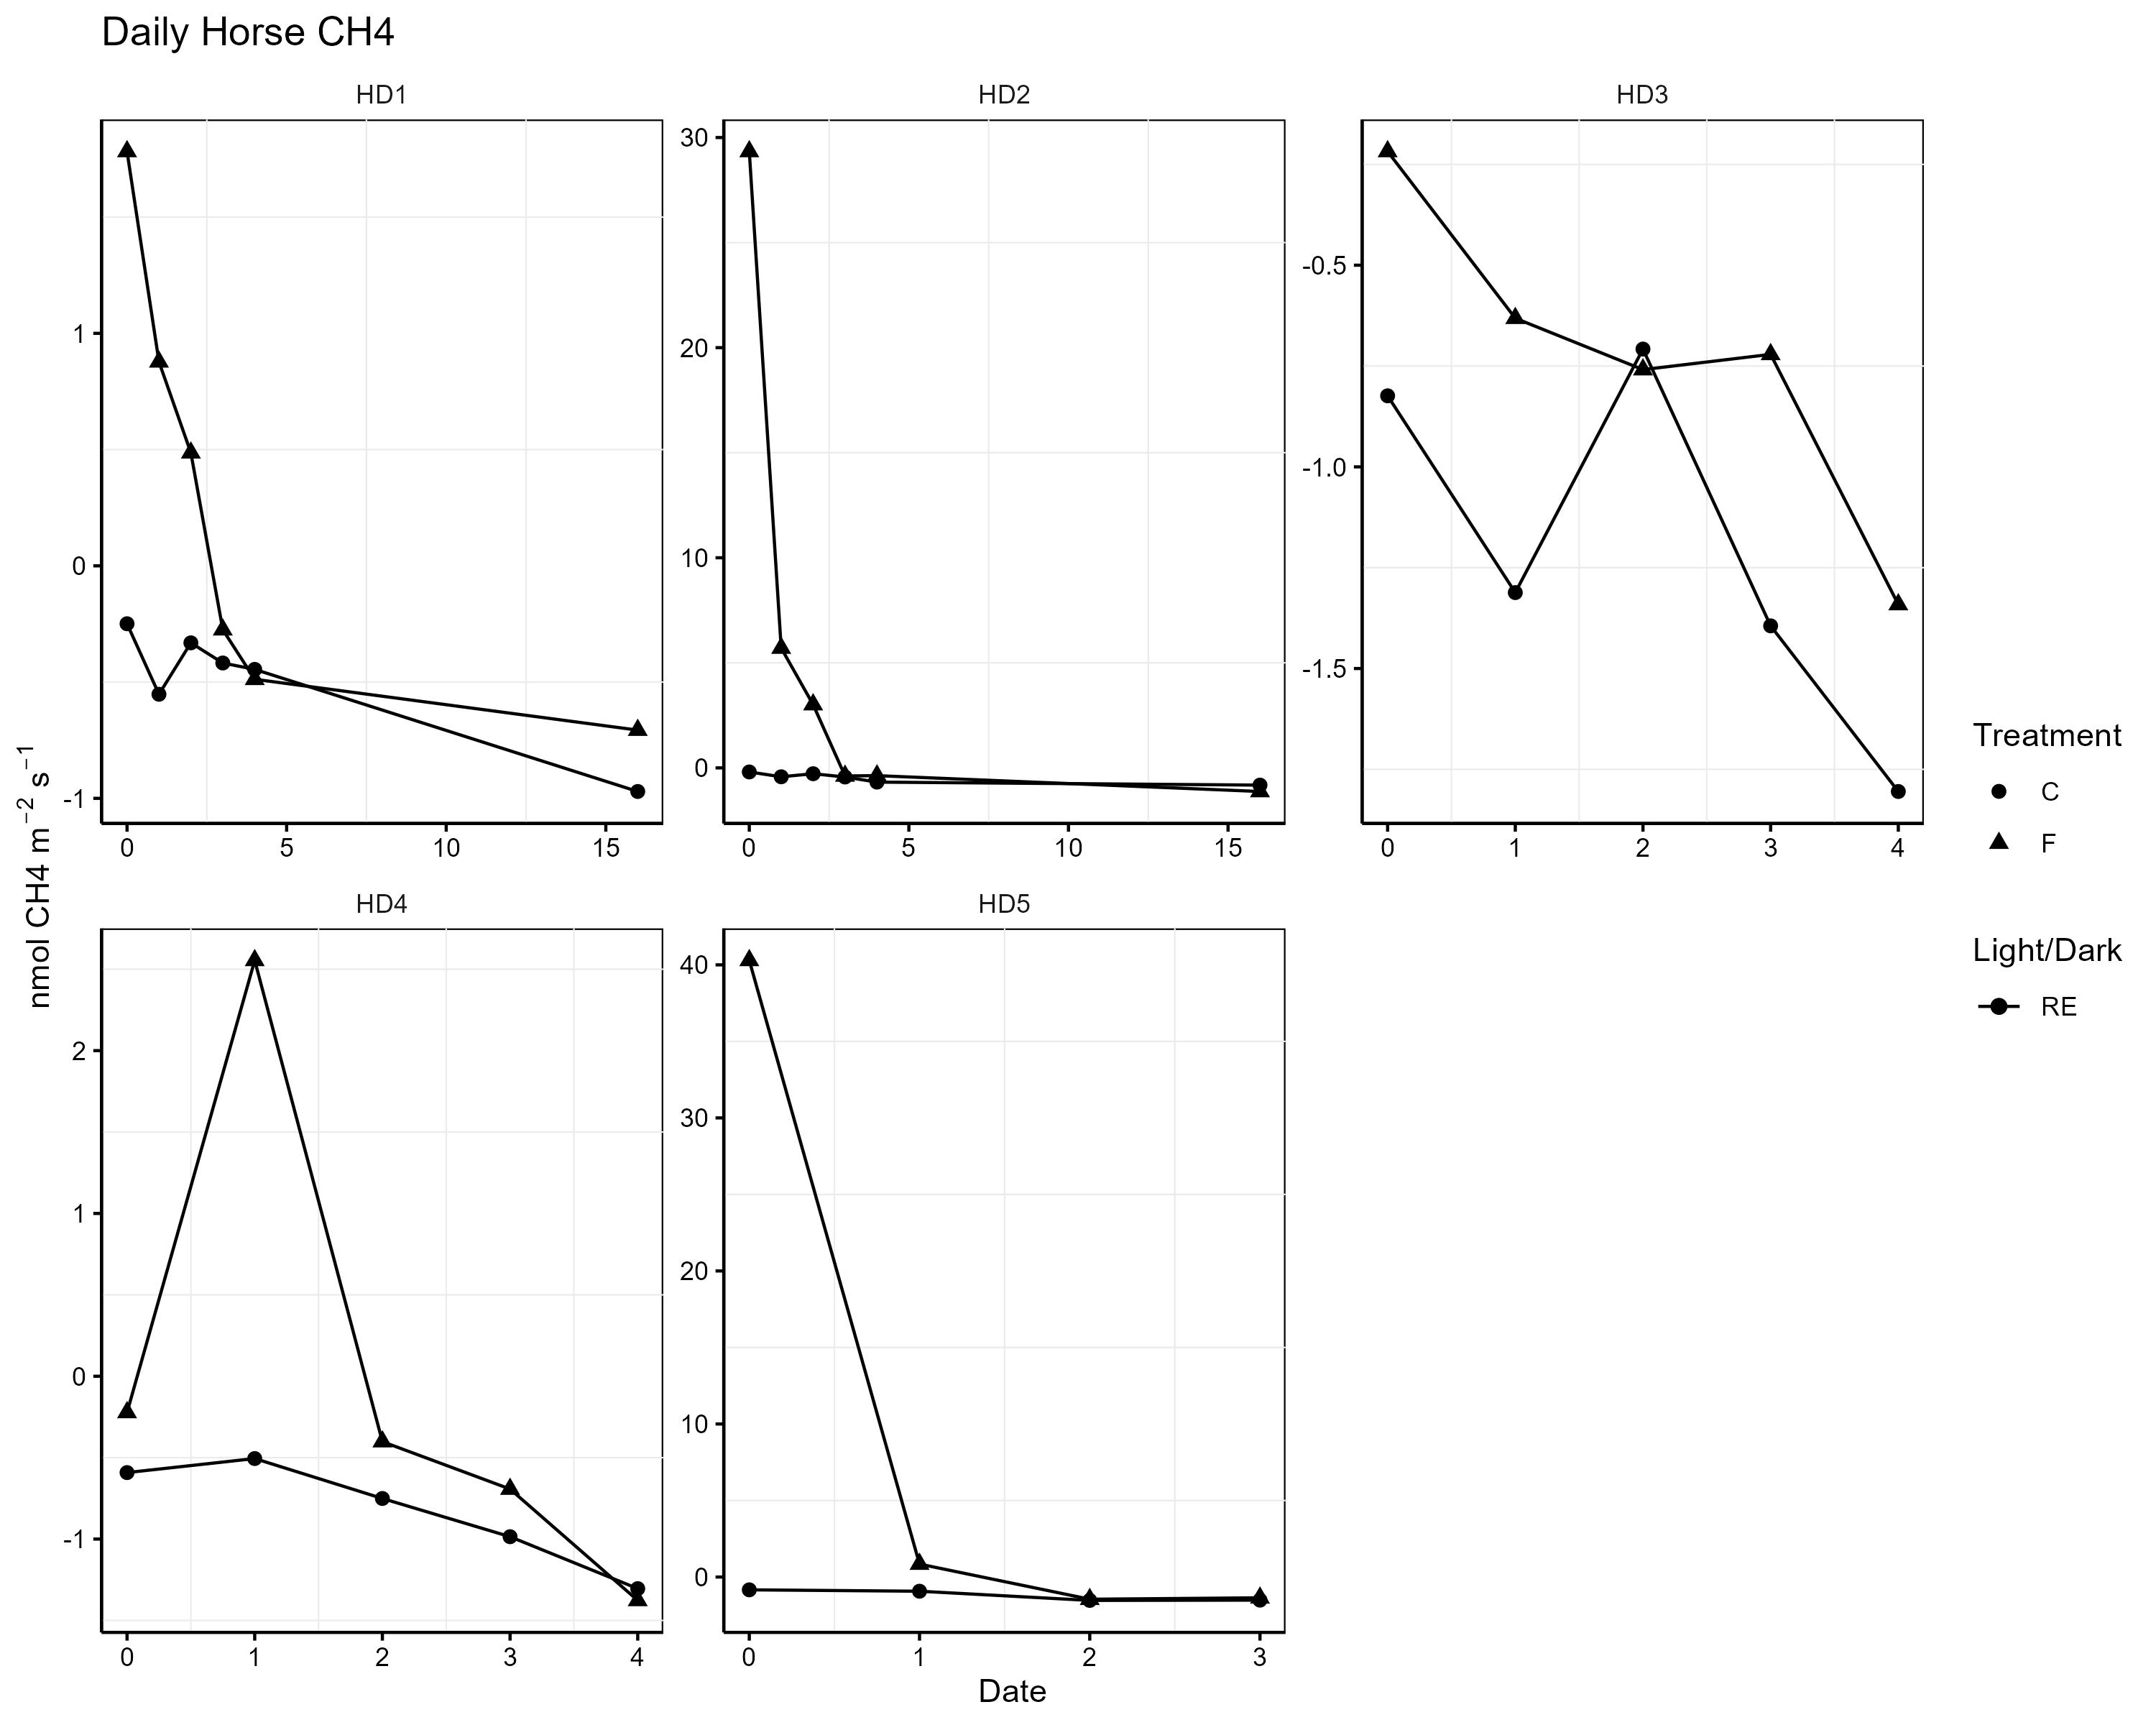 Daily Horse CH4
HD1
HD2
HD3
1
0
-1
0 5 10 15
30
20
10
0
0 5 10 15
-0.5
-1.0
-1.5
0 1 2 3 4
HD4
HD5
2
1
0
-1
0 1 2 3 4
40
30
20
10
0
0 1 2 3
nmol CH4 m⁻² s⁻¹
Date
Treatment
C
F
Light/Dark
RE